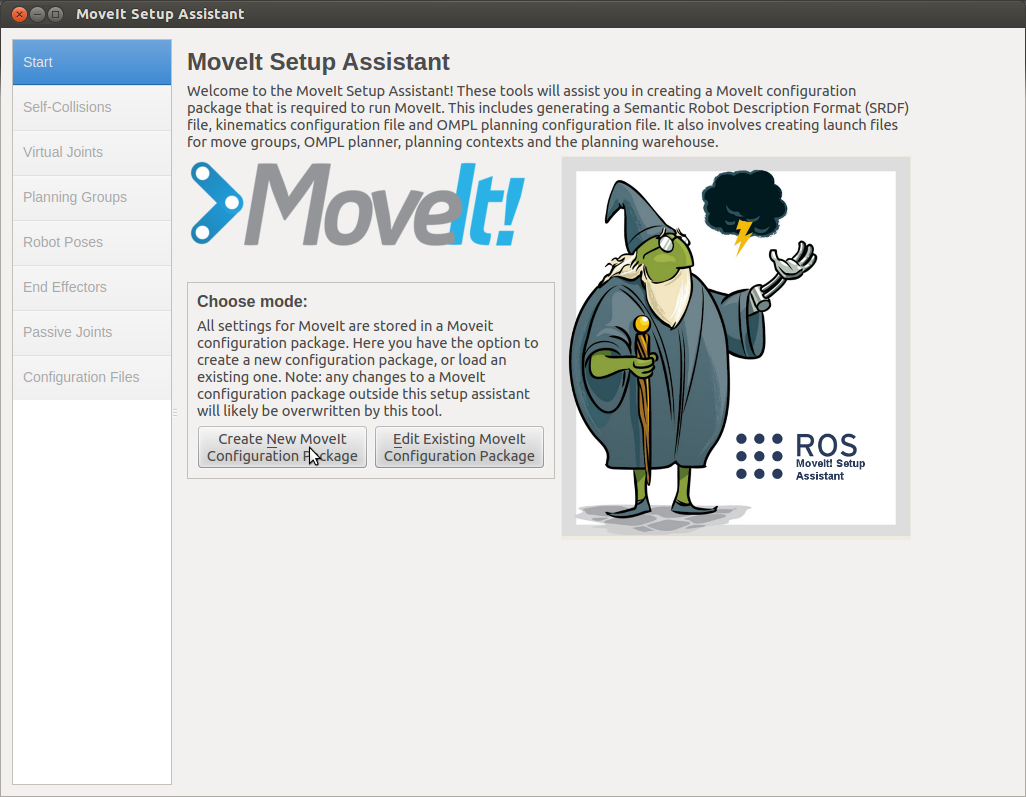 MoveIt Setup Assistant
Start
Self-Collisions
Virtual Joints
Planning Groups
Robot Poses
End Effectors
Passive Joints
Configuration Files
MoveIt Setup Assistant
Welcome to the MoveIt Setup Assistant! These tools will assist you in creating a MoveIt configuration
package that is required to run MoveIt. This includes generating a Semantic Robot Description Format (SRDF)
file, kinematics configuration file and OMPL planning configuration file. It also involves creating launch files
for move groups, OMPL planner, planning contexts and the planning warehouse.
MoveIt!
Choose mode:
All settings for MoveIt are stored in a Moveit
configuration package. Here you have the option to
create a new configuration package, or load an
existing one. Note: any changes to a MoveIt
configuration package outside this setup assistant
will likely be overwritten by this tool.
Create New MoveIt
Configuration Package
Edit Existing MoveIt
Configuration Package
ROS
MoveIt! Setup
Assistant